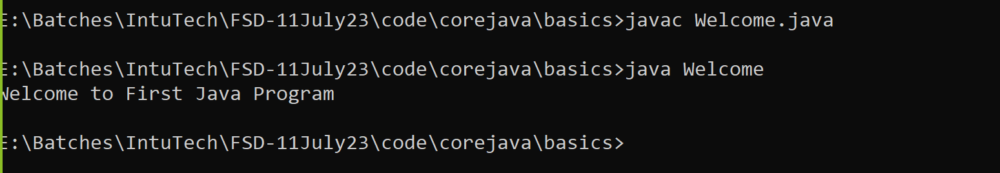 E:\Batches\IntuTech\FSD-11July23\code\corejava\basics>javac Welcome.java
E:\Batches\IntuTech\FSD-11July23\code\corejava\basics>java Welcome
Welcome to First Java Program
E:\Batches\IntuTech\FSD-11July23\code\corejava\basics>